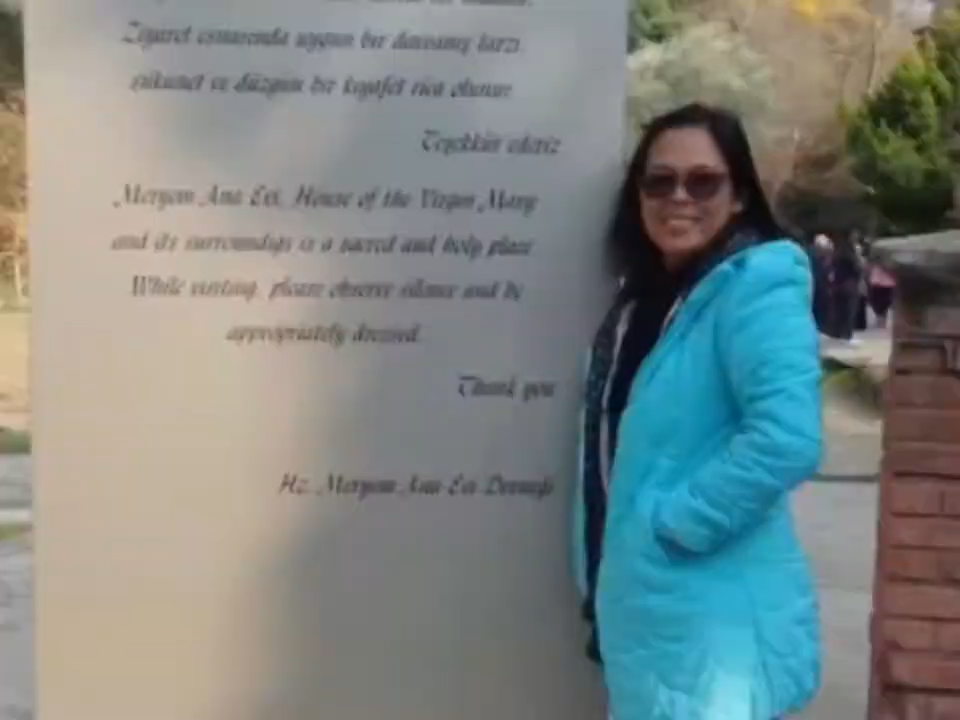 Ziyaret esnasında uygun bir davranış tarzı
sükunet ve düzgün bir kıyafet rica olunur.
Teşekkür ederiz
Meryem Ana Evi, House of the Virgin Mary
and its surroundigs is a sacred and holy place
While visiting, please observe silence and be
appropriately dressed.
Thank you
Hz. Meryem Ana Evi Derneği